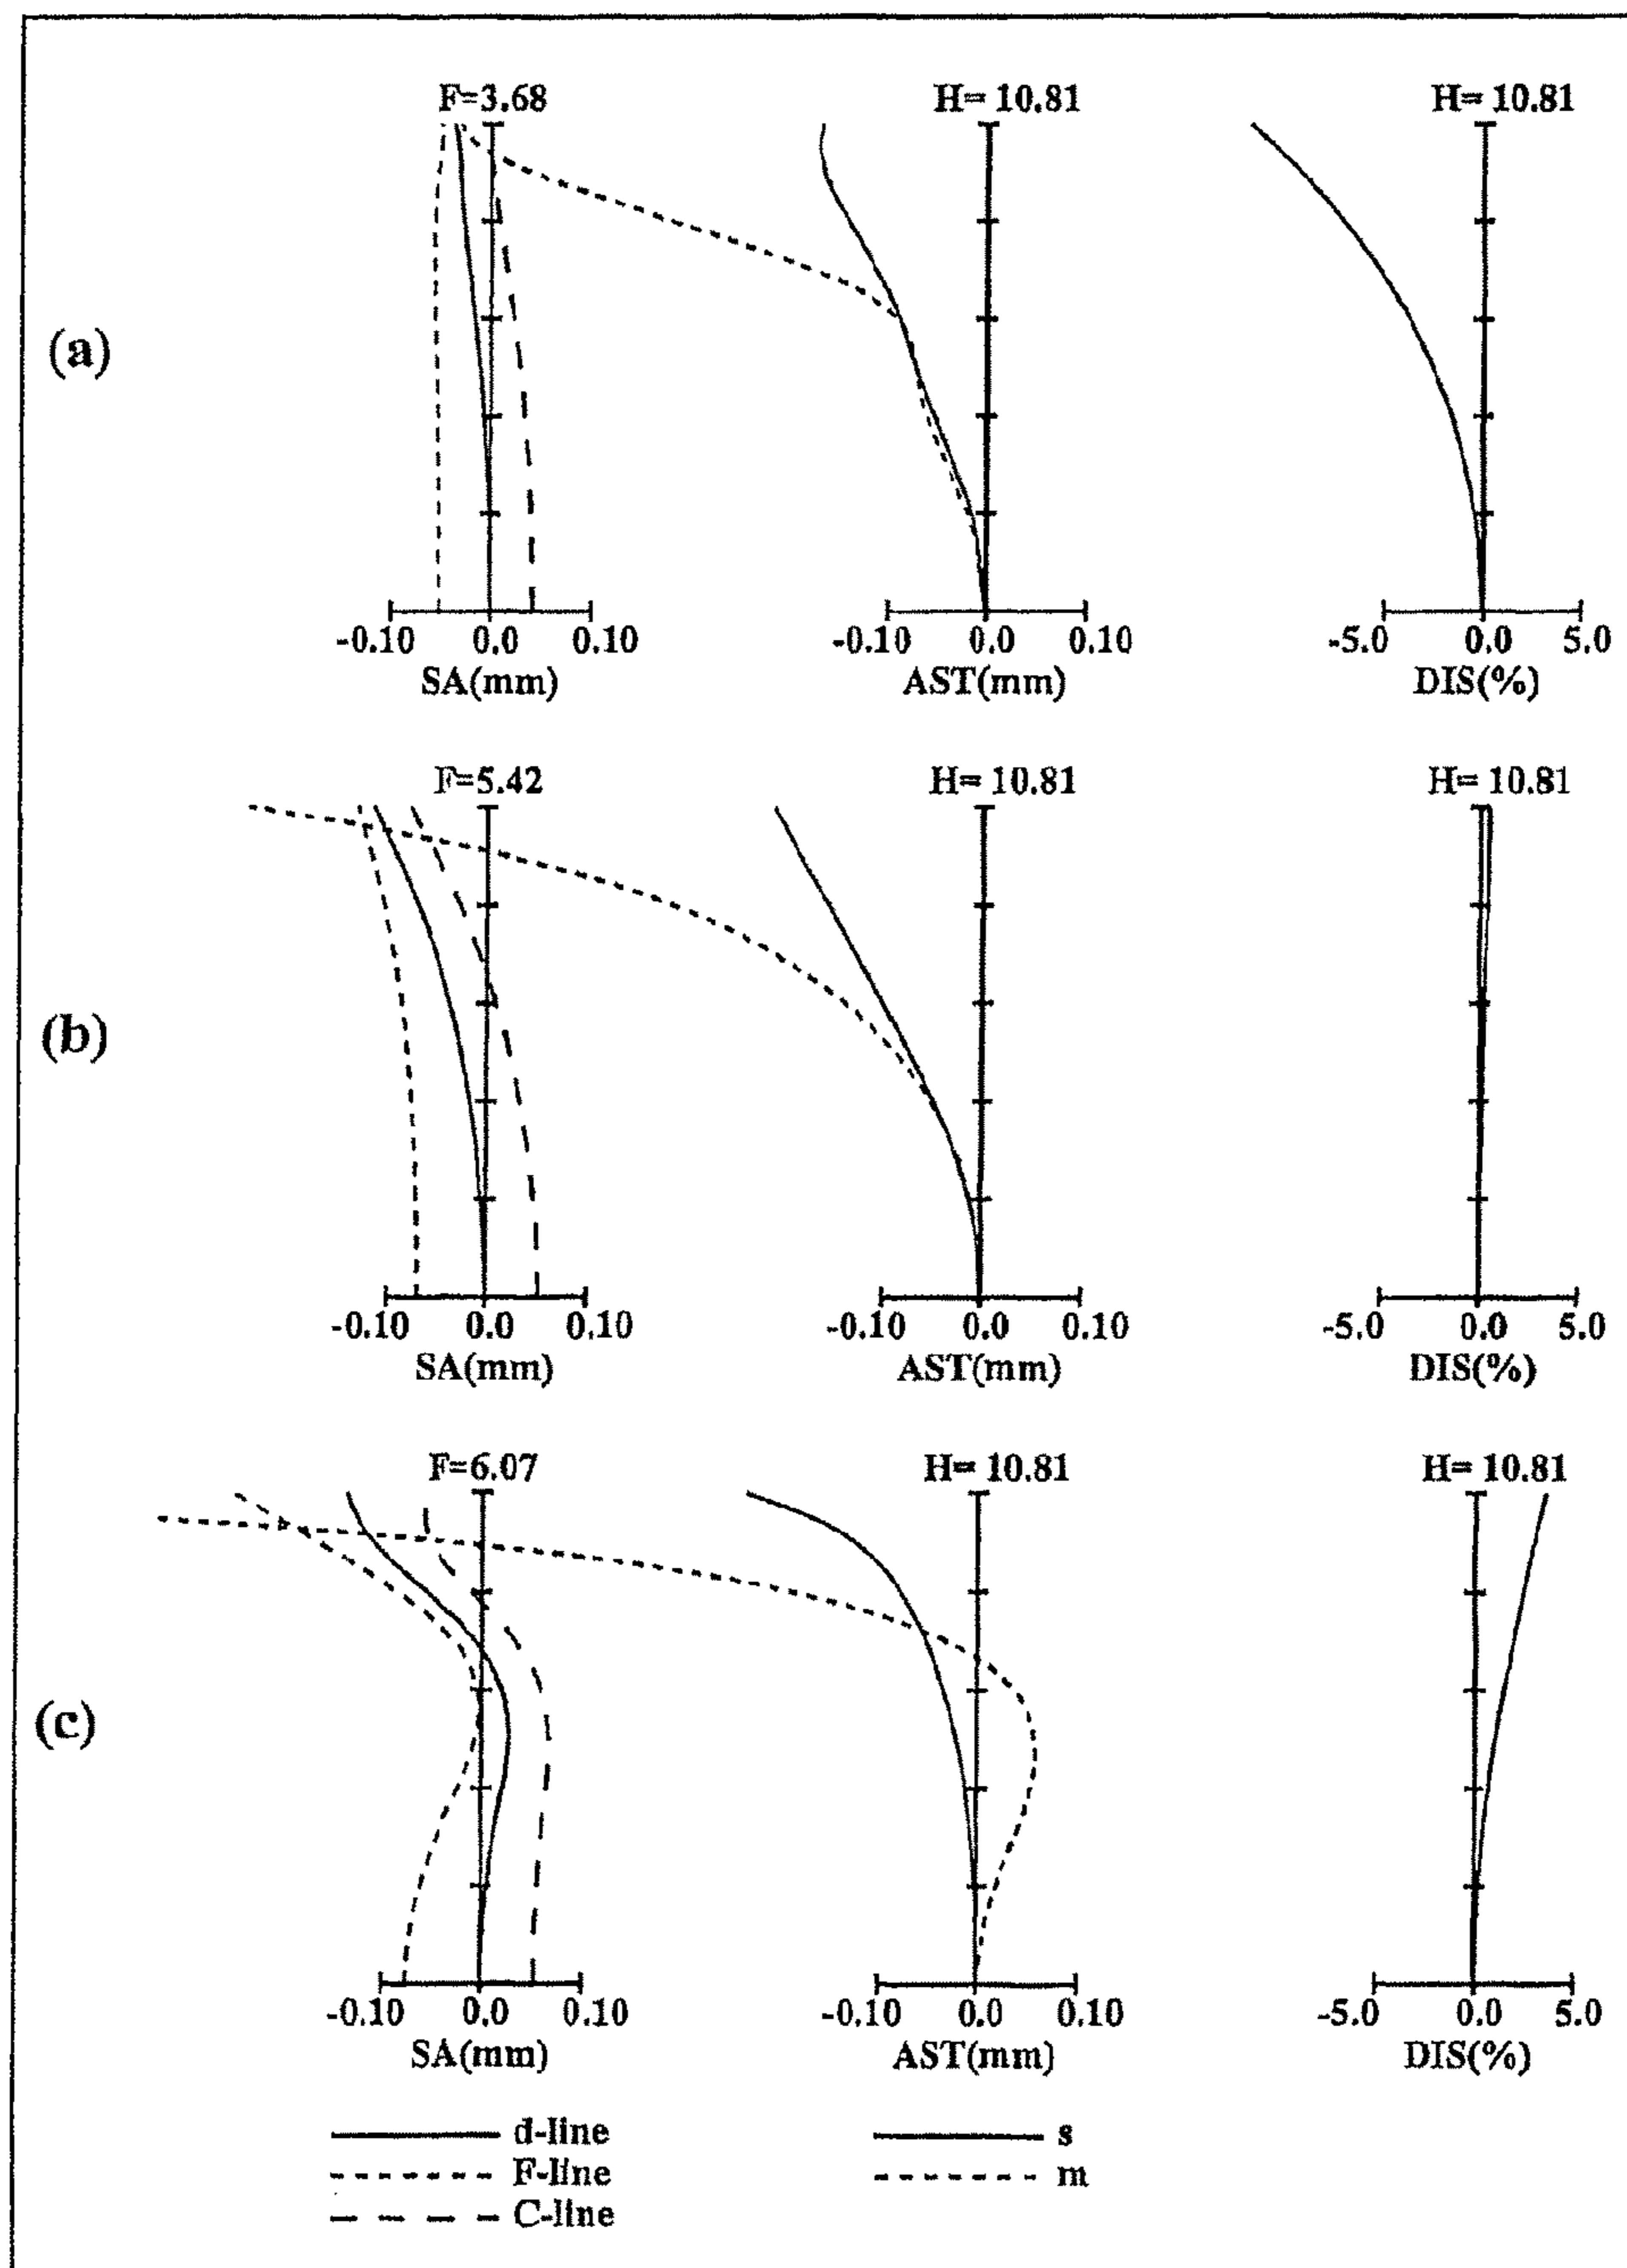 F=3.68 H= 10.81 H= 10.81
(a)
-0.10 0.0 0.10 -0.10 0.0 0.10 -5.0 0.0 5.0
SA(mm) AST(mm) DIS(%)
F=5.42 H= 10.81 H= 10.81
(b)
-0.10 0.0 0.10 -0.10 0.0 0.10 -5.0 0.0 5.0
SA(mm) AST(mm) DIS(%)
F=6.07 H= 10.81 H= 10.81
(c)
-0.10 0.0 0.10 -0.10 0.0 0.10 -5.0 0.0 5.0
SA(mm) AST(mm) DIS(%)
d-line s
F-line m
C-line